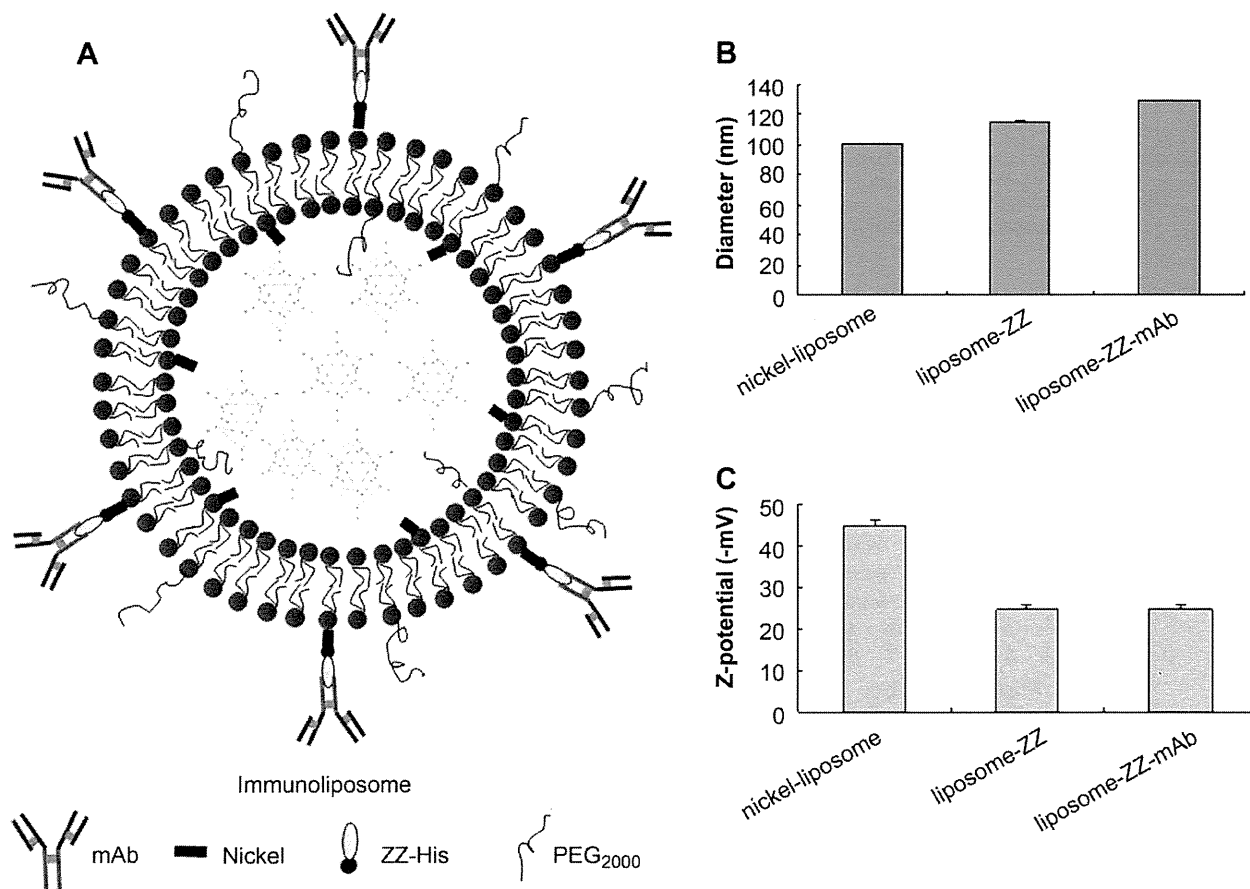 A
Immunoliposome
mAb
Nickel
ZZ-His
PEG2000
B
Diameter (nm)
140
120
100
80
60
40
20
0
nickel-liposome
liposome-ZZ
liposome-ZZ-mAb
C
Z-potential (-mV)
50
40
30
20
10
0
nickel-liposome
liposome-ZZ
liposome-ZZ-mAb